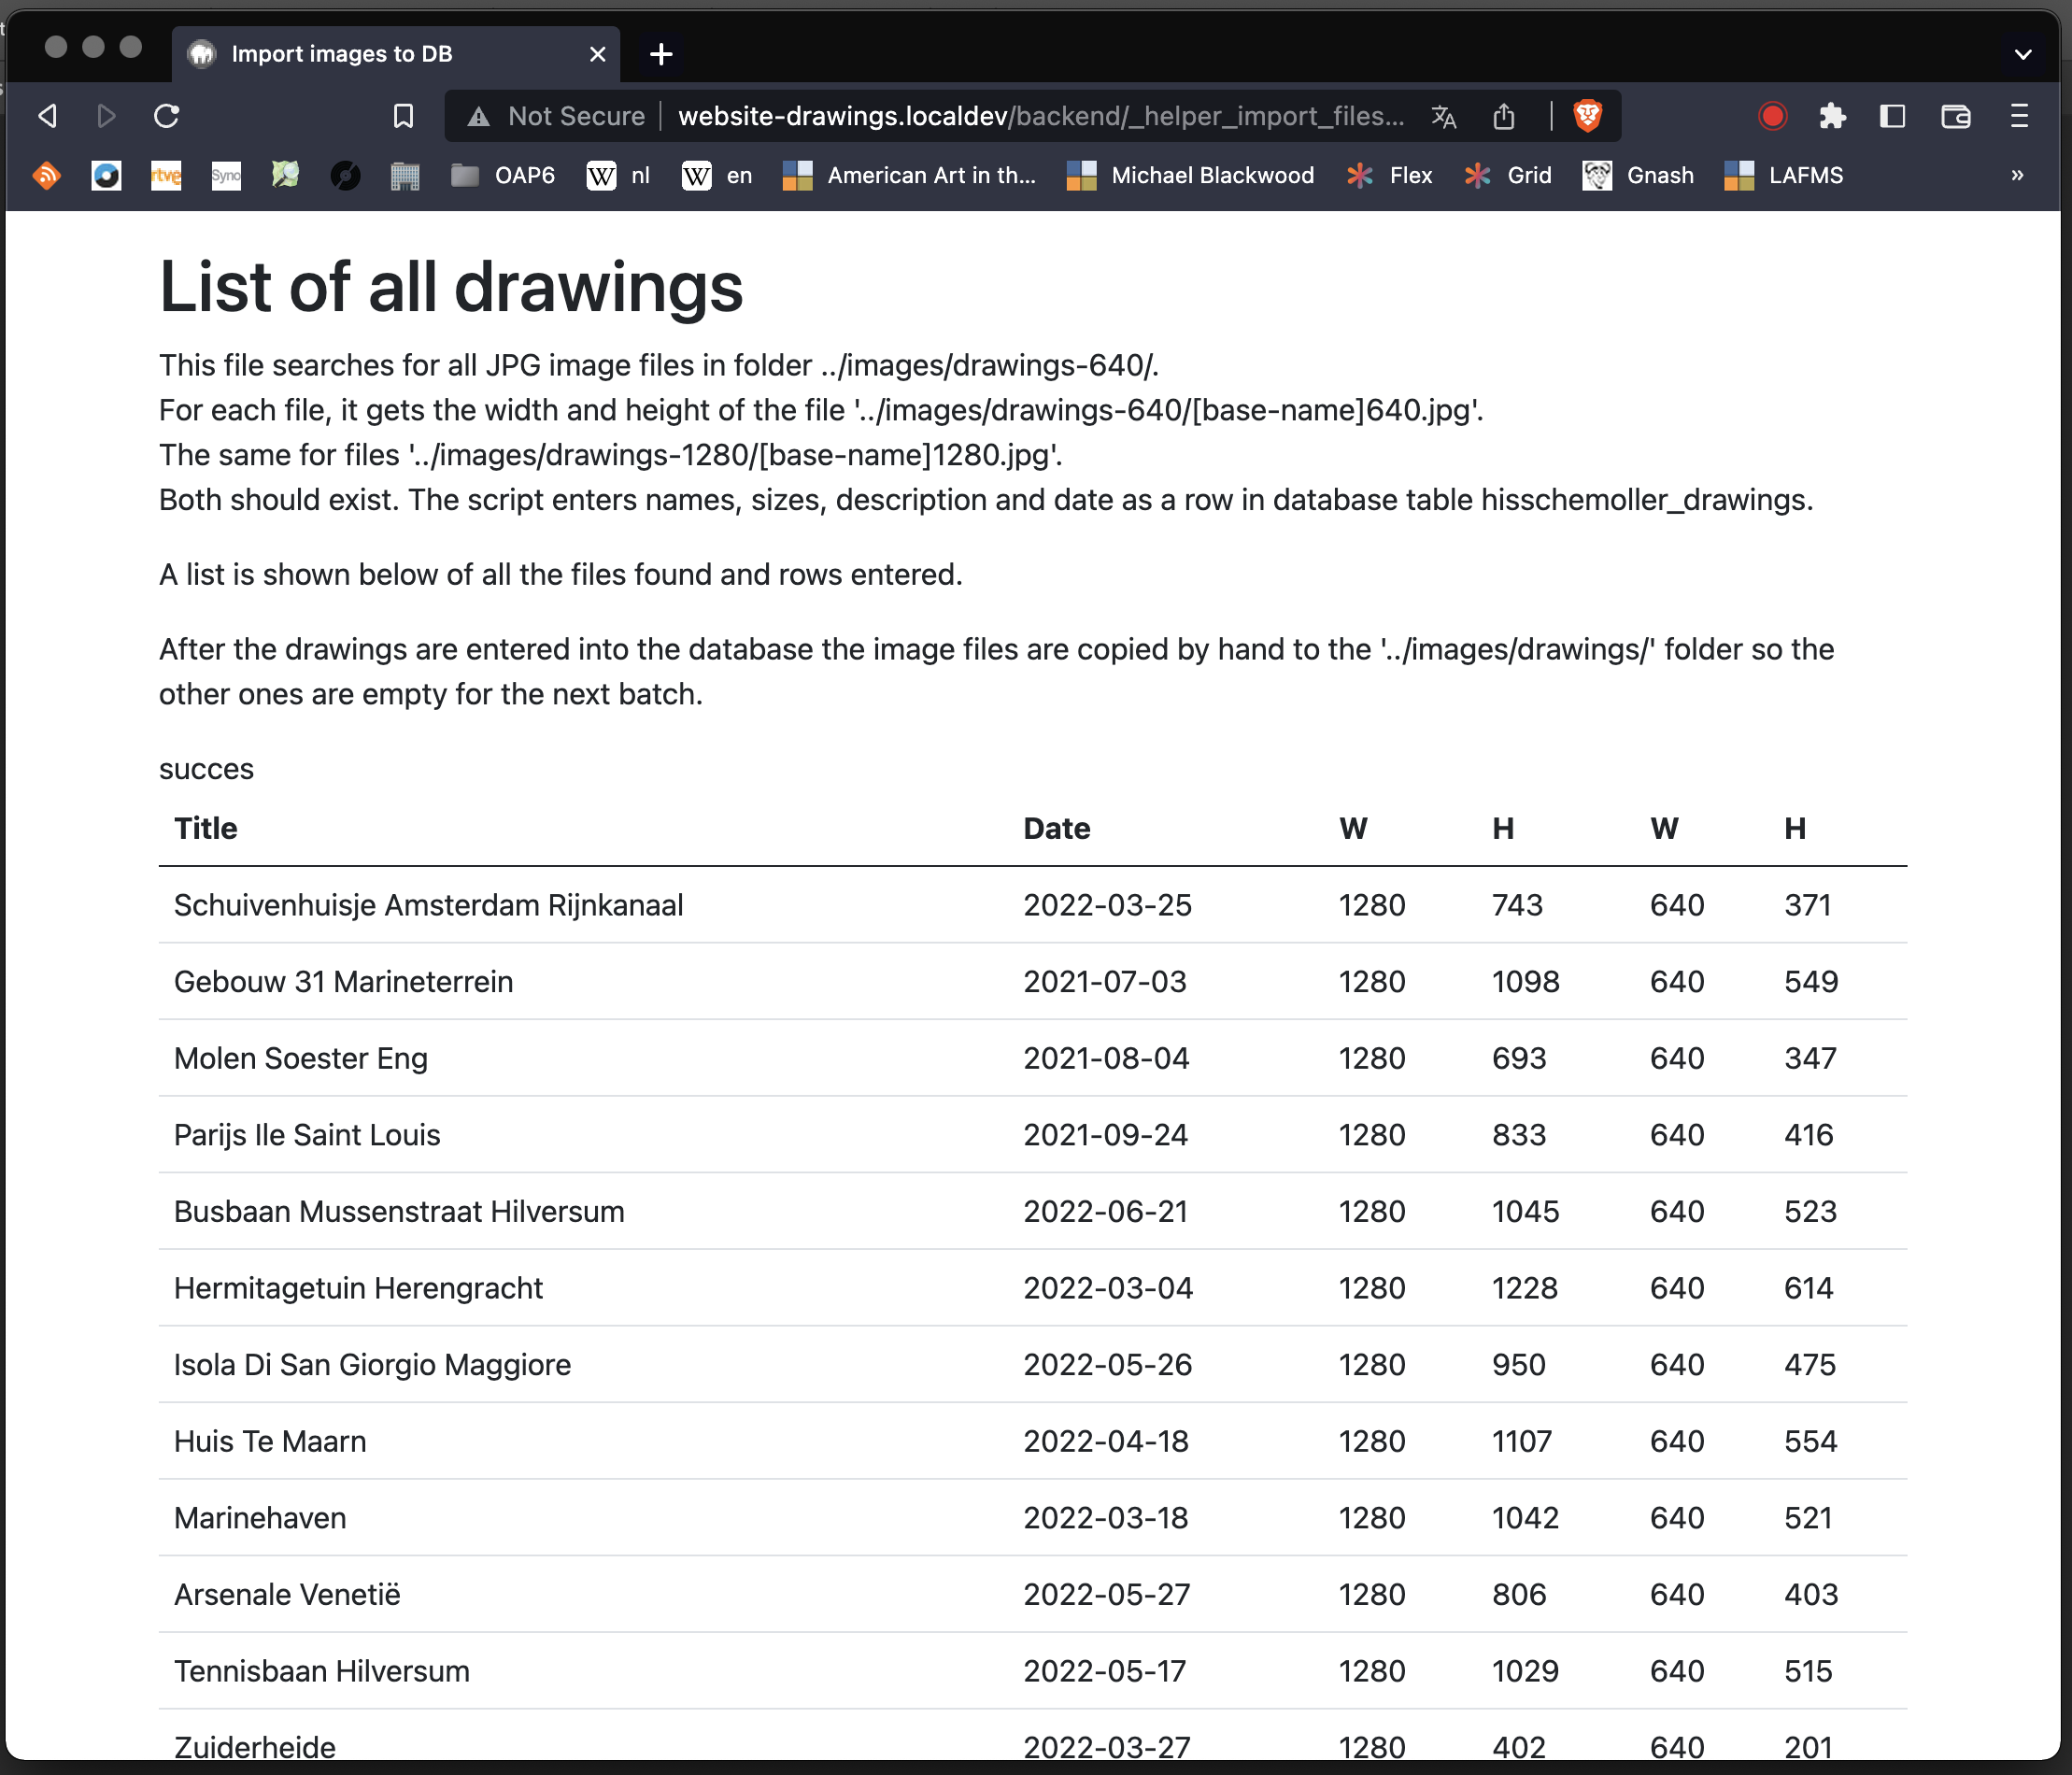 Import images to DB
Not Secure website-drawings.localdev/backend/_helper_import_files...
rtve Syno OAP6 W nl W en American Art in th... Michael Blackwood Flex Grid Gnash LAFMS »
List of all drawings
This file searches for all JPG image files in folder ../images/drawings-640/.
For each file, it gets the width and height of the file '../images/drawings-640/[base-name]640.jpg'.
The same for files '../images/drawings-1280/[base-name]1280.jpg'.
Both should exist. The script enters names, sizes, description and date as a row in database table hisschemoller_drawings.
A list is shown below of all the files found and rows entered.
After the drawings are entered into the database the image files are copied by hand to the '../images/drawings/' folder so the
other ones are empty for the next batch.
succes
Title Date W H W H
Schuivenhuisje Amsterdam Rijnkanaal 2022-03-25 1280 743 640 371
Gebouw 31 Marineterrein 2021-07-03 1280 1098 640 549
Molen Soester Eng 2021-08-04 1280 693 640 347
Parijs Ile Saint Louis 2021-09-24 1280 833 640 416
Busbaan Mussenstraat Hilversum 2022-06-21 1280 1045 640 523
Hermitagetuin Herengracht 2022-03-04 1280 1228 640 614
Isola Di San Giorgio Maggiore 2022-05-26 1280 950 640 475
Huis Te Maarn 2022-04-18 1280 1107 640 554
Marinehaven 2022-03-18 1280 1042 640 521
Arsenale Venetië 2022-05-27 1280 806 640 403
Tennisbaan Hilversum 2022-05-17 1280 1029 640 515
Zuiderheide 2022-03-27 1280 402 640 201